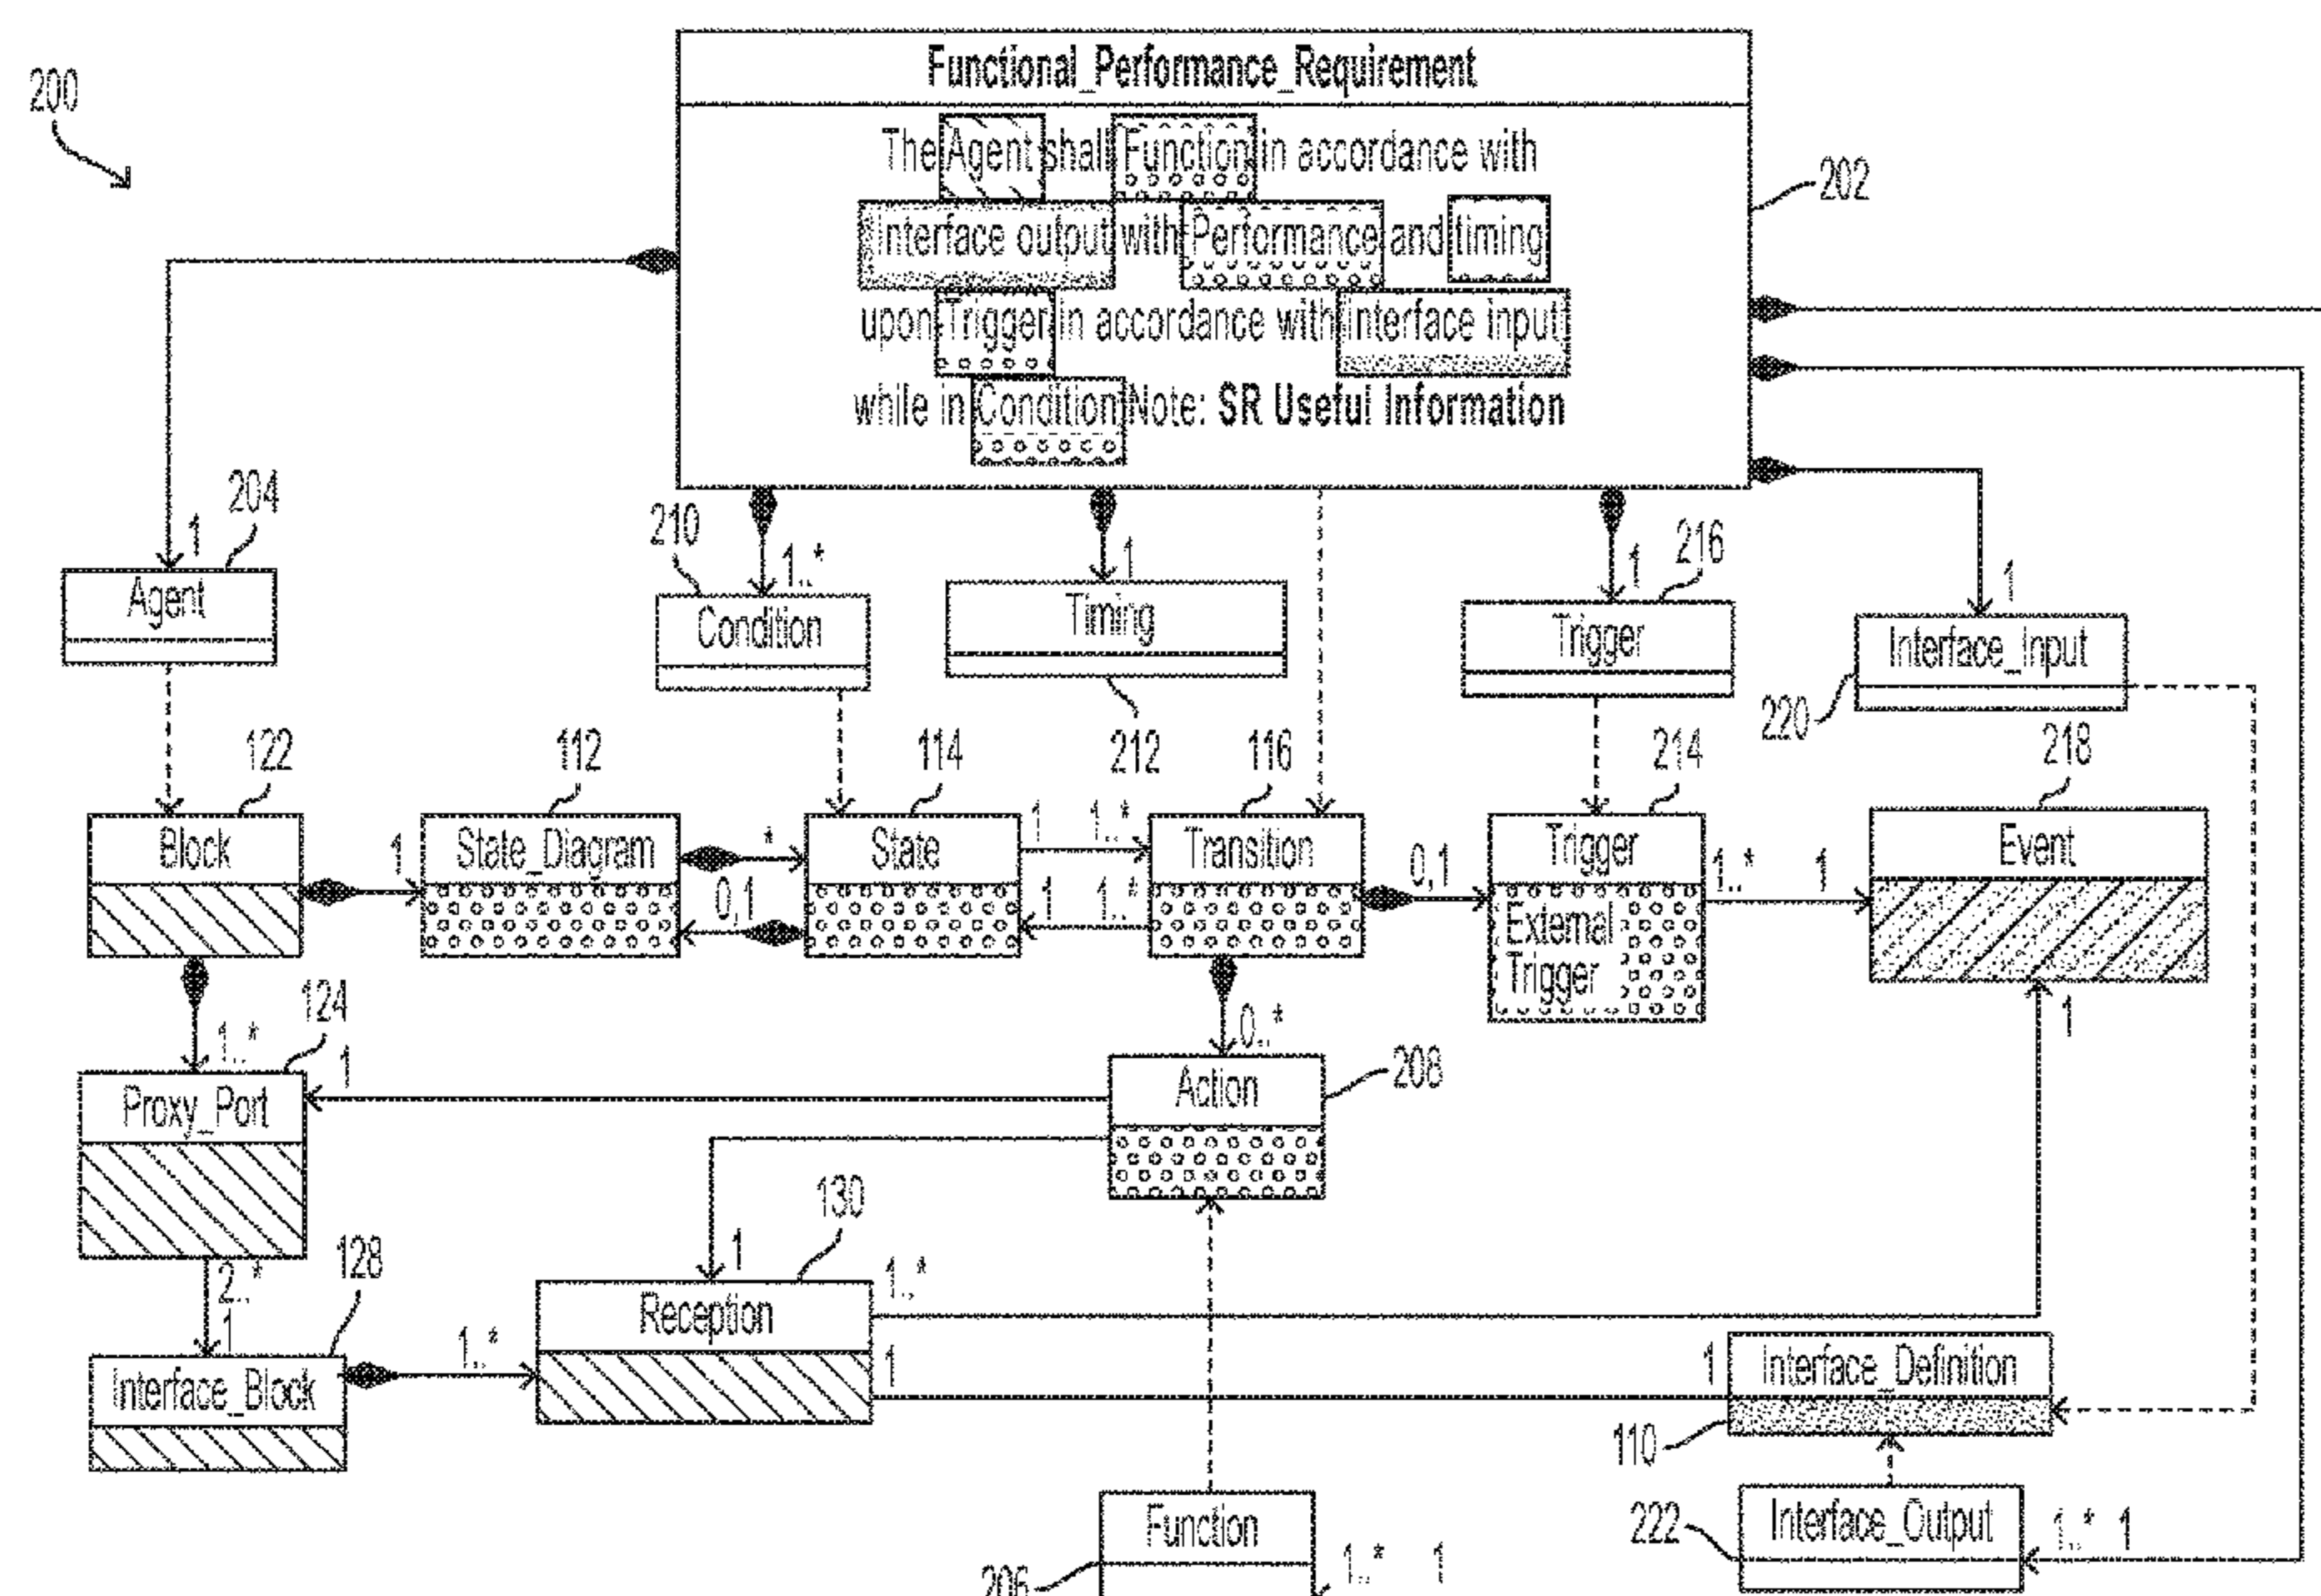 200
Functional_Performance_Requirement
The Agent shall Function in accordance with
Interface output with Performance and timing
upon Trigger in accordance with interface input
while in Condition Note: SR Useful Information
202
204
1
Agent
210
1..*
Condition
1
Timing
212
216
1
Trigger
1
Interface_Input
220
122
Block
1
112
State_Diagram
*
0,1
114
State
1 1..*
1 1..*
116
Transition
0,1
214
Trigger
External
Trigger
1..* 1
218
Event
1
1..*
124
Proxy_Port
1
0..*
Action
208
2..*
1
128
Interface_Block
1..*
1
130
Reception
1..*
1
1
Interface_Definition
110
Function
206
1..* 1
Interface_Output
222
1..* 1